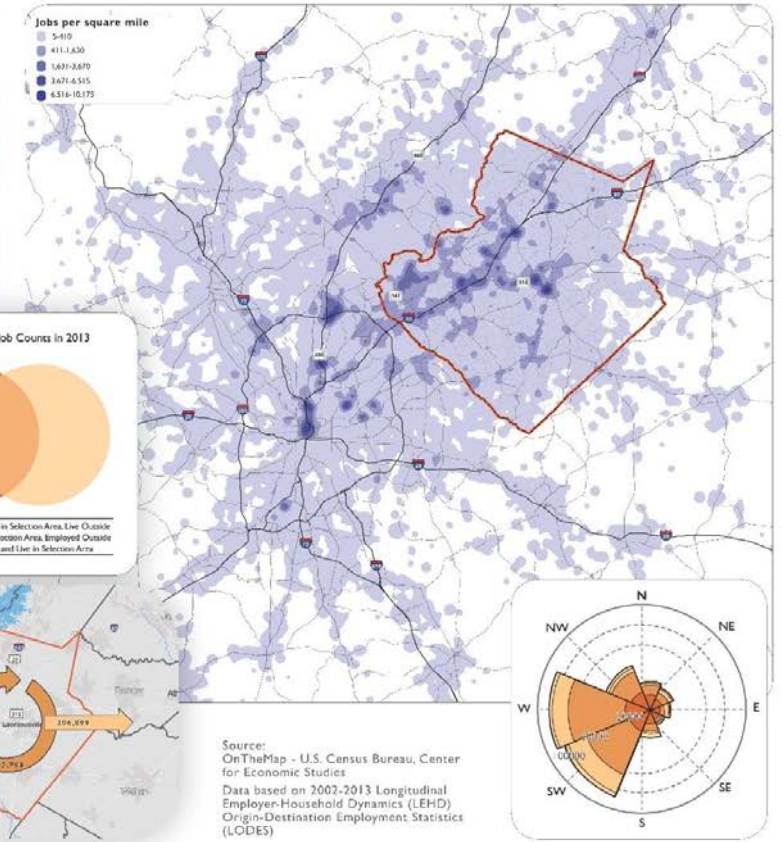 Jobs per square mile
5-410
411-1,630
1,631-3,670
3,671-6,515
6,516-10,175
ob Counts in 2013
in Selection Area, Live Outside
ection Area, Employed Outside
and Live in Selection Area
206,599
N
NW
NE
W
E
SW
SE
S
100000
Source:
OnTheMap - U.S. Census Bureau, Center
for Economic Studies
Data based on 2002-2013 Longitudinal
Employer-Household Dynamics (LEHD)
Origin-Destination Employment Statistics
(LODES)